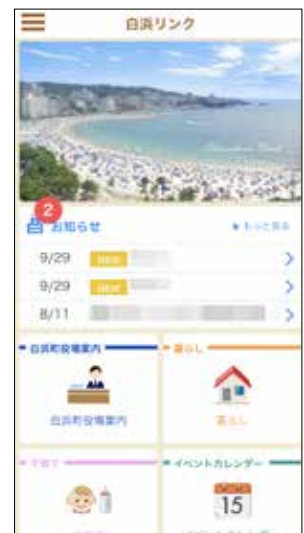 白浜リンク
2
お知らせ
もっと見る
9/29 NEW
9/29 NEW
8/11
白浜町役場案内
暮らし
白浜町役場案内
暮らし
子育て
イベントカレンダー
15